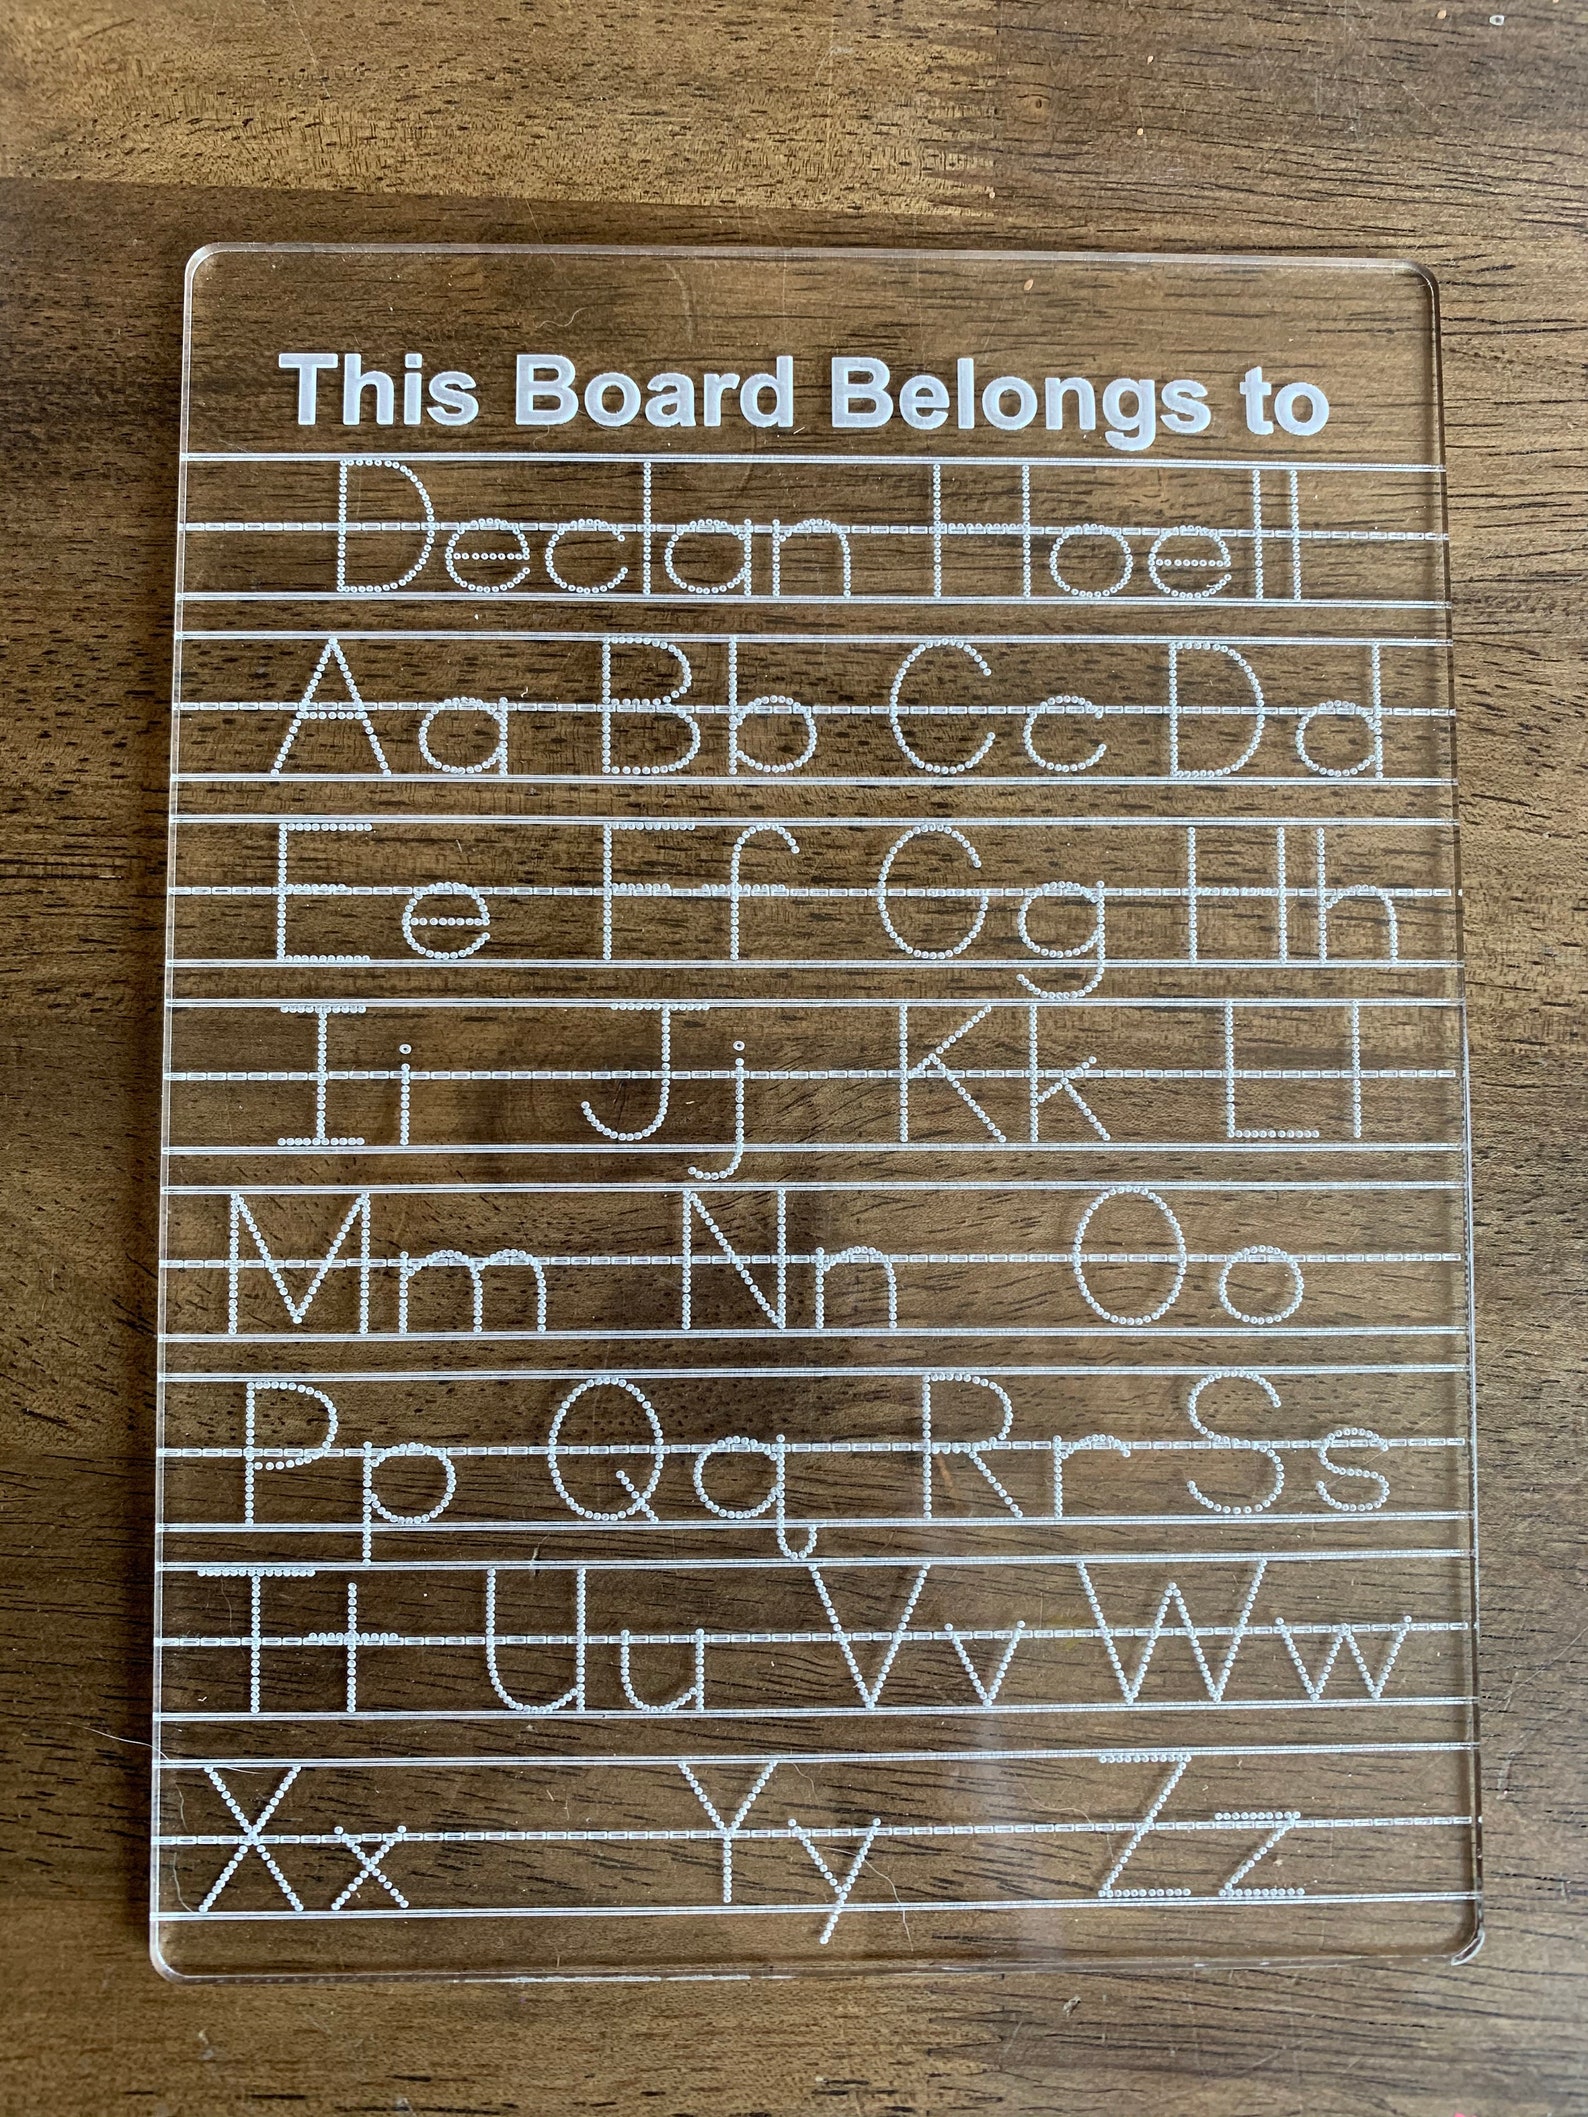 This Board Belongs to
Declan Hoell
Aa Bb Cc Dd
Ee Ff Gg Hh
Ii Jj Kk Ll
Mm Nn Oo
Pp Qq Rr Ss
Tt Uu Vv Ww
Xx Yy Zz